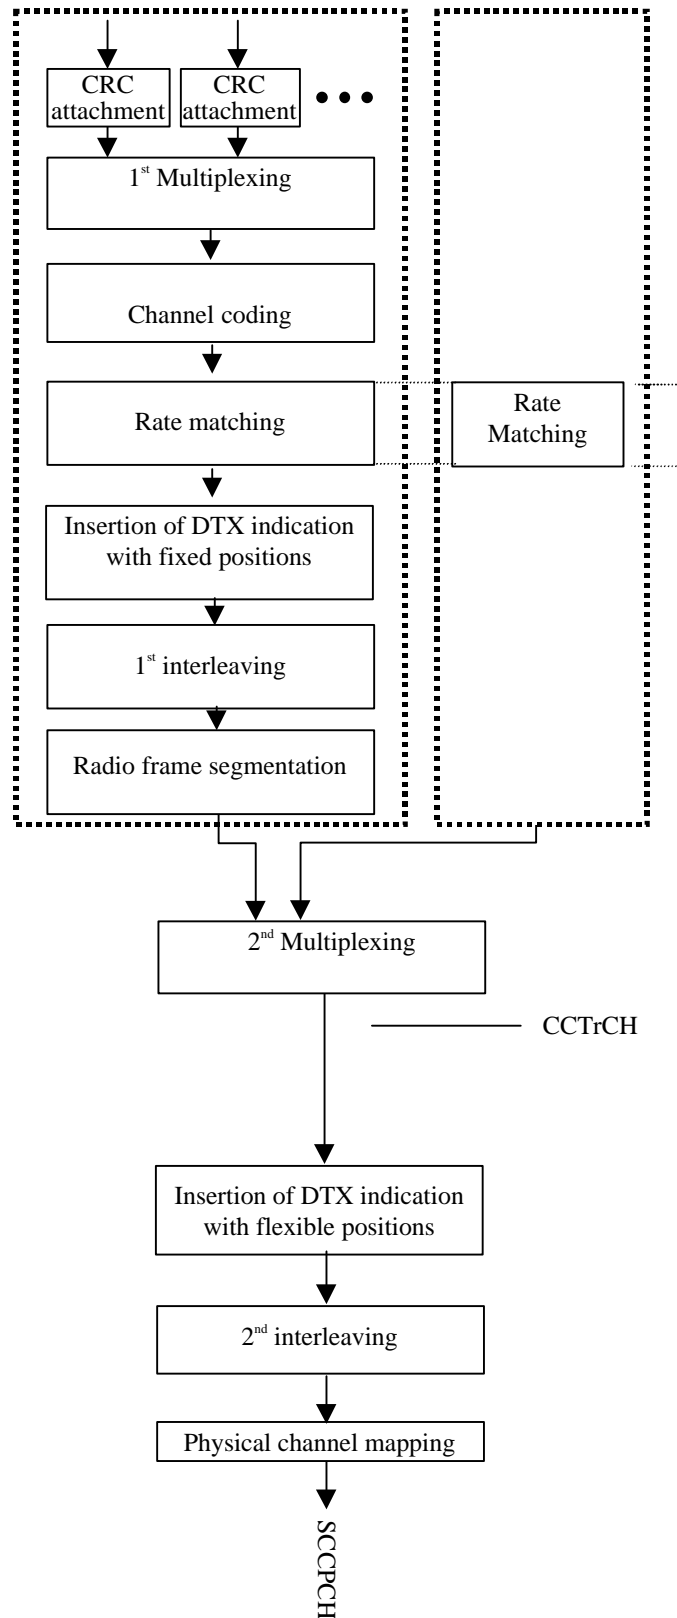 CRC
attachment
CRC
attachment
1st Multiplexing
Channel coding
Rate matching
Rate
Matching
Insertion of DTX indication
with fixed positions
1st interleaving
Radio frame segmentation
2nd Multiplexing
CCTrCH
Insertion of DTX indication
with flexible positions
2nd interleaving
Physical channel mapping
SCCPCH